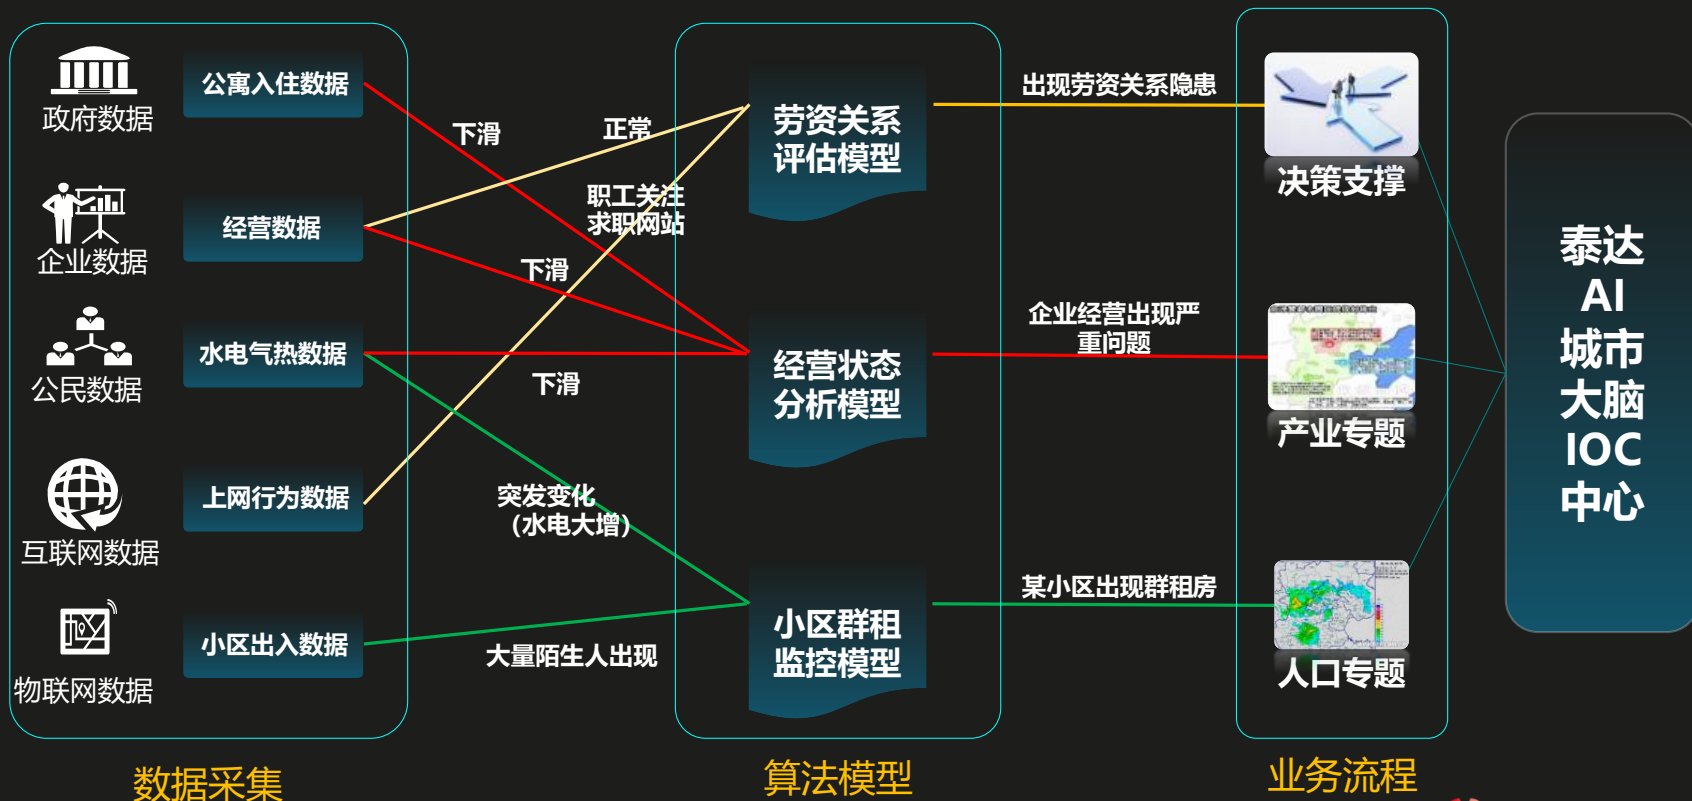 政府数据
企业数据
公民数据
互联网数据
物联网数据
公寓入住数据
经营数据
水电气热数据
上网行为数据
小区出入数据
下滑
正常
职工关注
求职网站
下滑
下滑
突发变化
（水电大增）
大量陌生人出现
劳资关系
评估模型
经营状态
分析模型
小区群租
监控模型
出现劳资关系隐患
企业经营出现严
重问题
某小区出现群租房
决策支撑
产业专题
人口专题
泰达
AI
城市
大脑
IOC
中心
数据采集
算法模型
业务流程